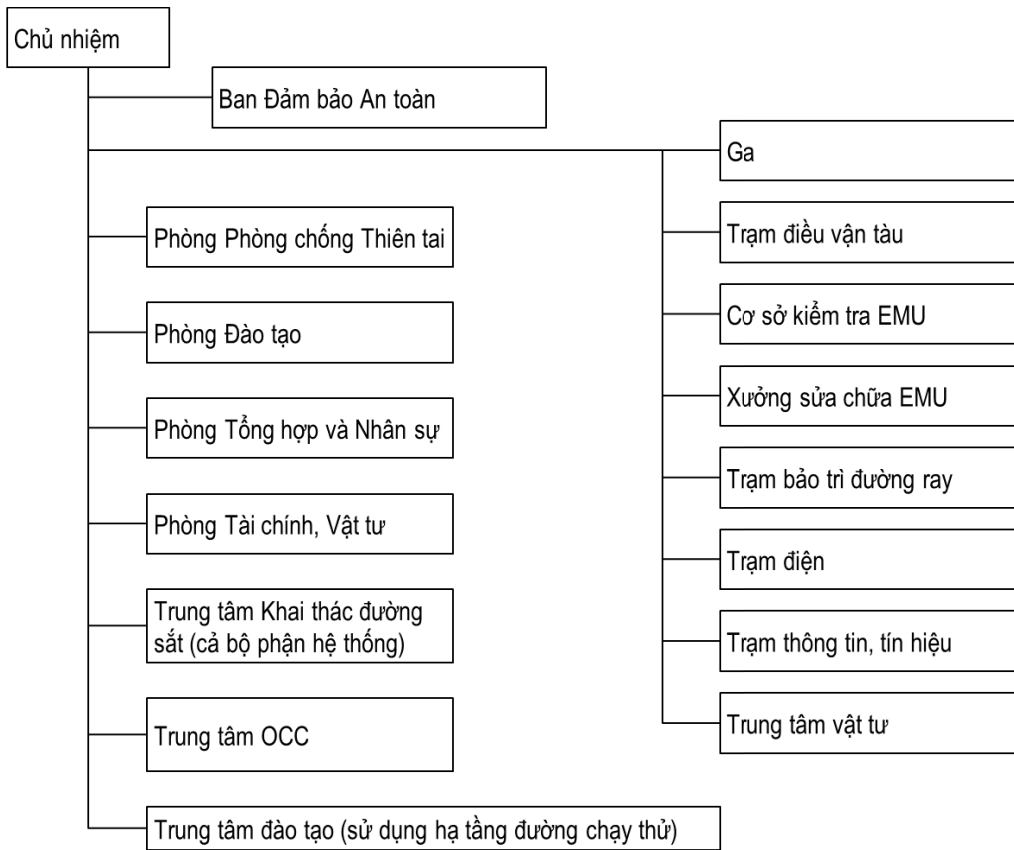 Chủ nhiệm
Ban Đảm bảo An toàn
Phòng Phòng chống Thiên tai
Phòng Đào tạo
Phòng Tổng hợp và Nhân sự
Phòng Tài chính, Vật tư
Trung tâm Khai thác đường
sắt (cả bộ phận hệ thống)
Trung tâm OCC
Trung tâm đào tạo (sử dụng hạ tầng đường chạy thử)
Ga
Trạm điều vận tàu
Cơ sở kiểm tra EMU
Xưởng sửa chữa EMU
Trạm bảo trì đường ray
Trạm điện
Trạm thông tin, tín hiệu
Trung tâm vật tư